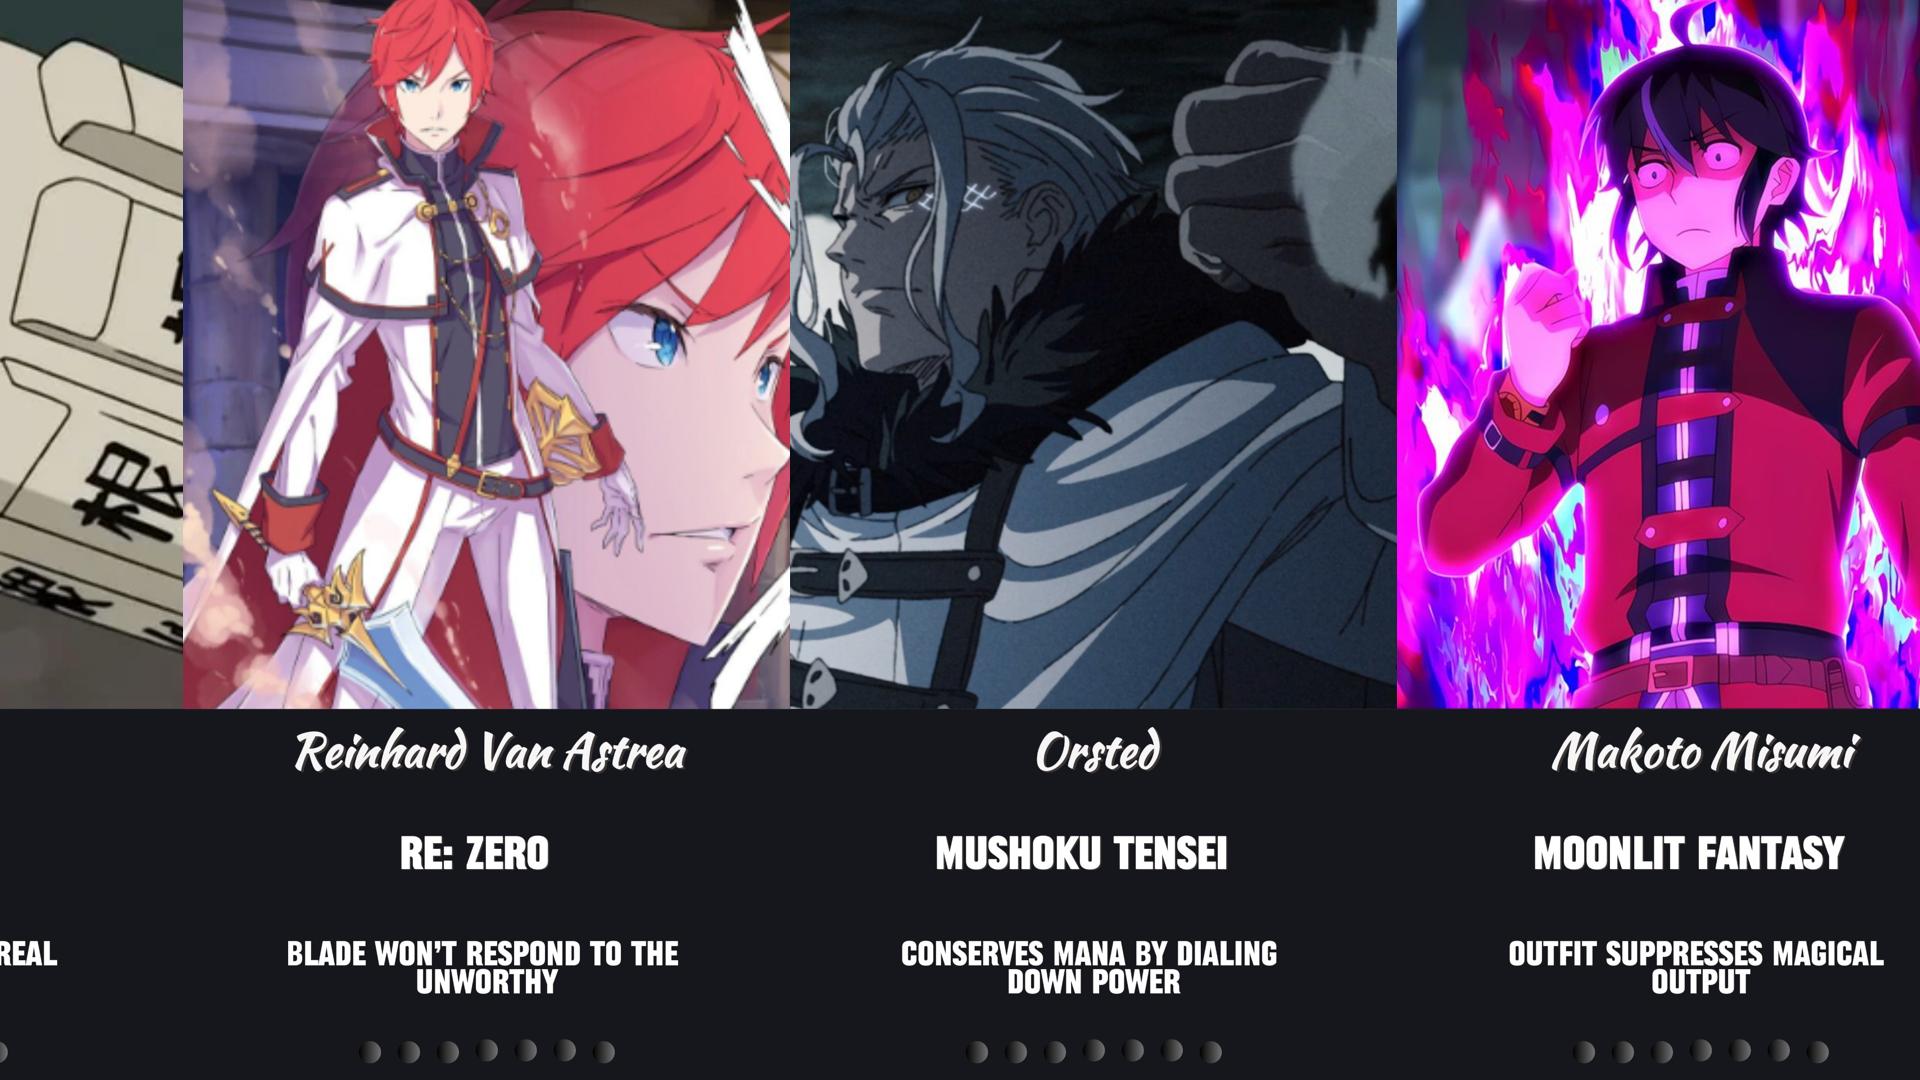 根
Reinhard Van Astrea
Orsted
Makoto Misumi
RE: ZERO
MUSHOKU TENSEI
MOONLIT FANTASY
REAL
BLADE WON'T RESPOND TO THE
UNWORTHY
CONSERVES MANA BY DIALING
DOWN POWER
OUTFIT SUPPRESSES MAGICAL
OUTPUT